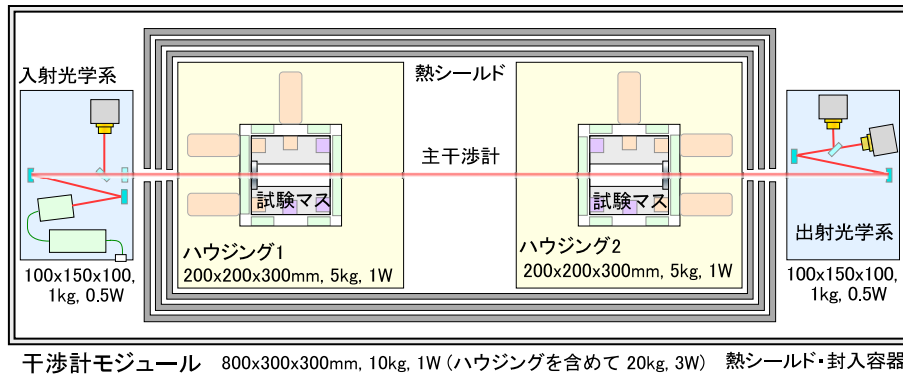 入射光学系
熱シールド
主干渉計
試験マス
試験マス
ハウジング1
200x200x300mm, 5kg, 1W
ハウジング2
200x200x300mm, 5kg, 1W
出射光学系
100x150x100,
1kg, 0.5W
100x150x100,
1kg, 0.5W
干渉計モジュール 800x300x300mm, 10kg, 1W (ハウジングを含めて 20kg, 3W) 熱シールド・封入容器